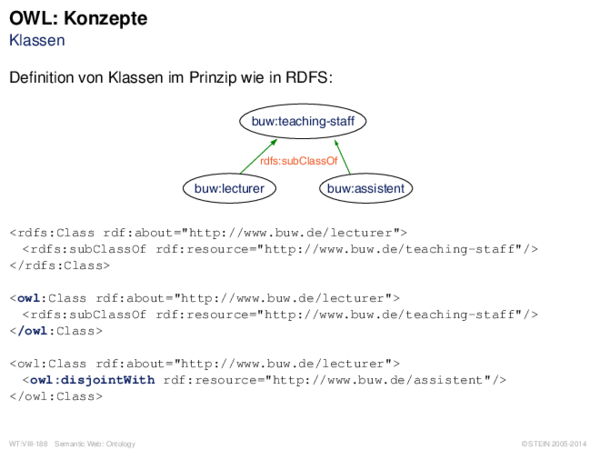 OWL: Konzepte
Klassen
Definition von Klassen im Prinzip wie in RDFS:
buw:teaching-staff
rdfs:subClassOf
buw:lecturer
buw:assistent
<rdfs:Class rdf:about="http://www.buw.de/lecturer">
<rdfs:subClassOf rdf:resource="http://www.buw.de/teaching-staff"/>
</rdfs:Class>
<owl:Class rdf:about="http://www.buw.de/lecturer">
<rdfs:subClassOf rdf:resource="http://www.buw.de/teaching-staff"/>
</owl:Class>
<owl:Class rdf:about="http://www.buw.de/lecturer">
<owl:disjointWith rdf:resource="http://www.buw.de/assistent"/>
</owl:Class>
WT:VIII-188 Semantic Web: Ontology
© STEIN 2005-2014